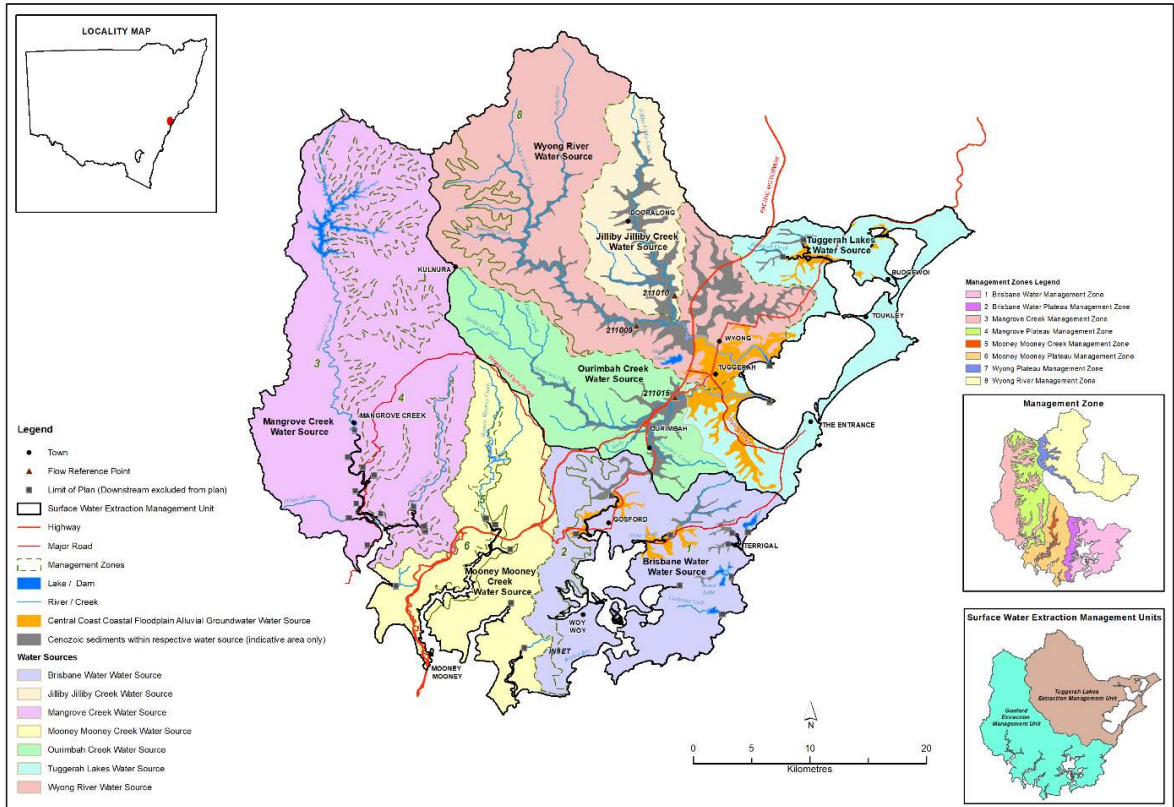 LOCALITY MAP
8
Wyong River
Water Source
PACIFIC MOTORWAY
DOORALONG
Jilliby Jilliby Creek
Water Source
Tuggerah Lakes
Water Source
BUDGEWOI
KULNURA
211010
TOUKLEY
211009
WYONG
3
Ourimbah Creek
Water Source
TUGGERAH
4
211015
Mangrove Creek
Water Source
MANGROVE CREEK
THE ENTRANCE
OURIMBAH
5
GOSFORD
6
2
1
TERRIGAL
Mooney Mooney
Creek
Water Source
Brisbane Water
Water Source
WOY
WOY
INSET
MOONEY
MOONEY
Legend
Town
Flow Reference Point
Limit of Plan (Downstream excluded from plan)
Surface Water Extraction Management Unit
Highway
Major Road
Management Zones
Lake / Dam
River / Creek
Central Coast Coastal Floodplain Alluvial Groundwater Water Source
Cenozoic sediments within respective water source (indicative area only)
Water Sources
Brisbane Water Water Source
Jilliby Jilliby Creek Water Source
Mangrove Creek Water Source
Mooney Mooney Creek Water Source
Ourimbah Creek Water Source
Tuggerah Lakes Water Source
Wyong River Water Source
N
0 5 10 20
Kilometres
Management Zones Legend
1 Brisbane Water Management Zone
2 Brisbane Water Plateau Management Zone
3 Mangrove Creek Management Zone
4 Mangrove Plateau Management Zone
5 Mooney Mooney Creek Management Zone
6 Mooney Mooney Plateau Management Zone
7 Wyong Plateau Management Zone
8 Wyong River Management Zone
Management Zone
Surface Water Extraction Management Units
Tuggerah Lakes
Extraction Management Unit
Gosford
Extraction
Management Unit